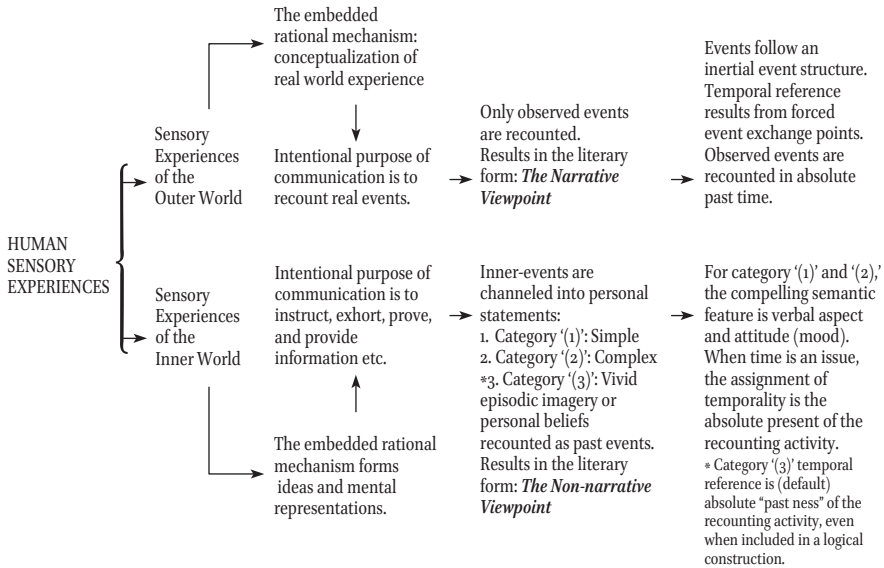 The embedded
rational mechanism:
conceptualization of
real world experience
Sensory
Experiences
of the
Outer World
Intentional purpose of
communication is to
recount real events.
Only observed events
are recounted.
Results in the literary
form: The Narrative
Viewpoint
Events follow an
inertial event structure.
Temporal reference
results from forced
event exchange points.
Observed events are
recounted in absolute
past time.
HUMAN
SENSORY
EXPERIENCES
Sensory
Experiences
of the
Inner World
Intentional purpose of
communication is to
instruct, exhort, prove,
and provide
information etc.
The embedded rational
mechanism forms
ideas and mental
representations.
Inner-events are
channeled into personal
statements:
1. Category ‘(1)’: Simple
2. Category ‘(2)’: Complex
*3. Category ‘(3)’: Vivid
episodic imagery or
personal beliefs
recounted as past events.
Results in the literary
form: The Non-narrative
Viewpoint
For category ‘(1)’ and ‘(2),’
the compelling semantic
feature is verbal aspect
and attitude (mood).
When time is an issue,
the assignment of
temporality is the
absolute present of the
recounting activity.
* Category ‘(3)’ temporal
reference is (default)
absolute “past ness” of the
recounting activity, even
when included in a logical
construction.